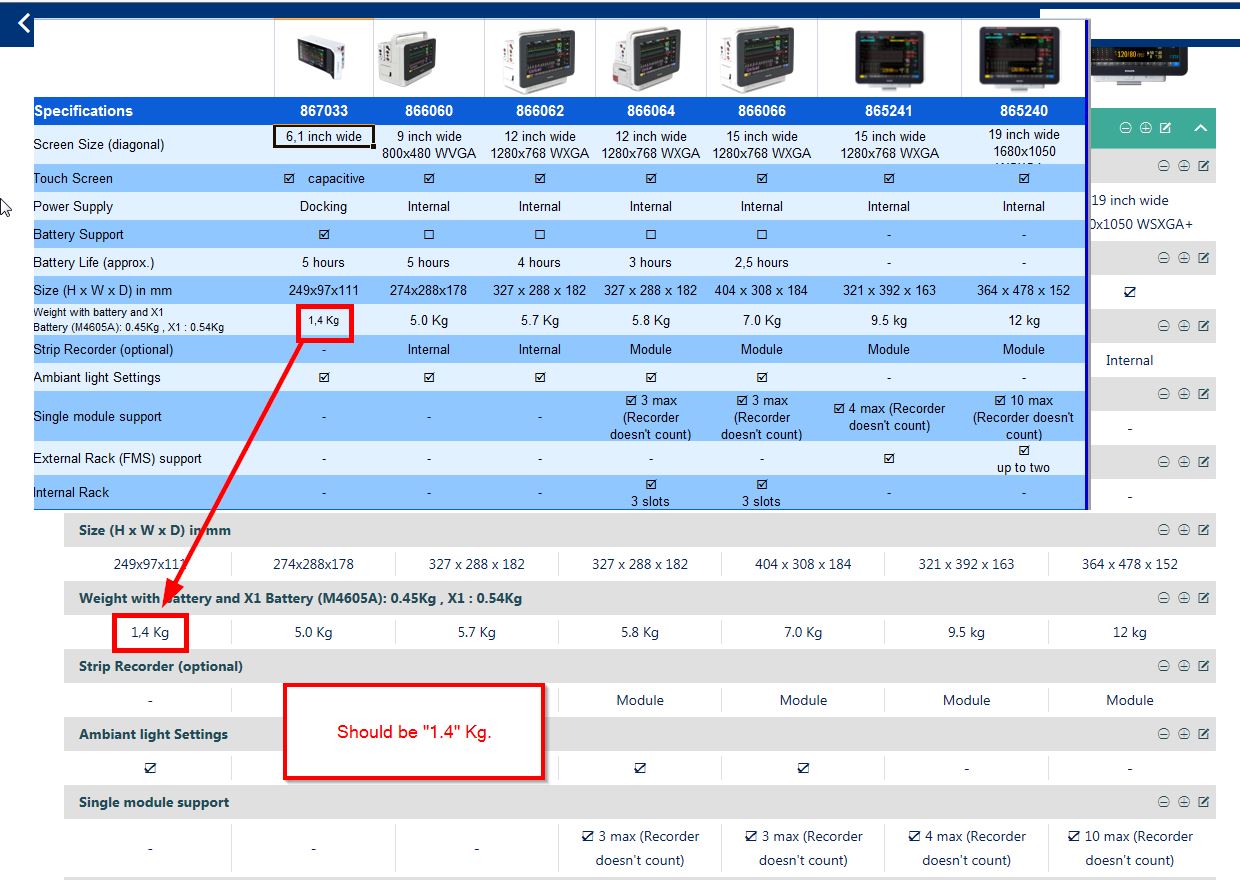 Specifications 867033 866060 866062 866064 866066 865241 865240
Screen Size (diagonal) 6,1 inch wide 9 inch wide 800x480 WVGA 12 inch wide 1280x768 WXGA 12 inch wide 1280x768 WXGA 15 inch wide 1280x768 WXGA 15 inch wide 1280x768 WXGA 19 inch wide 1680x1050
Touch Screen ☑ capacitive ☑ ☑ ☑ ☑ ☑ ☑
Power Supply Docking Internal Internal Internal Internal Internal Internal
Battery Support ☑ ☐ ☐ ☐ ☐ - -
Battery Life (approx.) 5 hours 5 hours 4 hours 3 hours 2,5 hours - -
Size (H x W x D) in mm 249x97x111 274x288x178 327 x 288 x 182 327 x 288 x 182 404 x 308 x 184 321 x 392 x 163 364 x 478 x 152
Weight with battery and X1
Battery (M4605A): 0.45Kg , X1 : 0.54Kg 1,4 Kg 5.0 Kg 5.7 Kg 5.8 Kg 7.0 Kg 9.5 kg 12 kg
Strip Recorder (optional) - Internal Internal Module Module Module Module
Ambiant light Settings ☑ ☑ ☑ ☑ ☑ - -
Single module support - - - ☑ 3 max (Recorder doesn't count) ☑ 3 max (Recorder doesn't count) ☑ 4 max (Recorder doesn't count) ☑ 10 max (Recorder doesn't count)
External Rack (FMS) support - - - - - ☑ ☑ up to two
Internal Rack - - - ☑ 3 slots ☑ 3 slots - -
120/80
19 inch wide
0x1050 WSXGA+
☑
Internal
-
-
Size (H x W x D) in mm
249x97x111 274x288x178 327 x 288 x 182 327 x 288 x 182 404 x 308 x 184 321 x 392 x 163 364 x 478 x 152
Weight with battery and X1 Battery (M4605A): 0.45Kg , X1 : 0.54Kg
1,4 Kg 5.0 Kg 5.7 Kg 5.8 Kg 7.0 Kg 9.5 kg 12 kg
Strip Recorder (optional)
- Module Module Module Module
Should be "1.4" Kg.
Ambiant light Settings
☑ ☑ ☑ - -
Single module support
- - - ☑ 3 max (Recorder ☑ 3 max (Recorder ☑ 4 max (Recorder ☑ 10 max (Recorder
doesn't count) doesn't count) doesn't count) doesn't count)